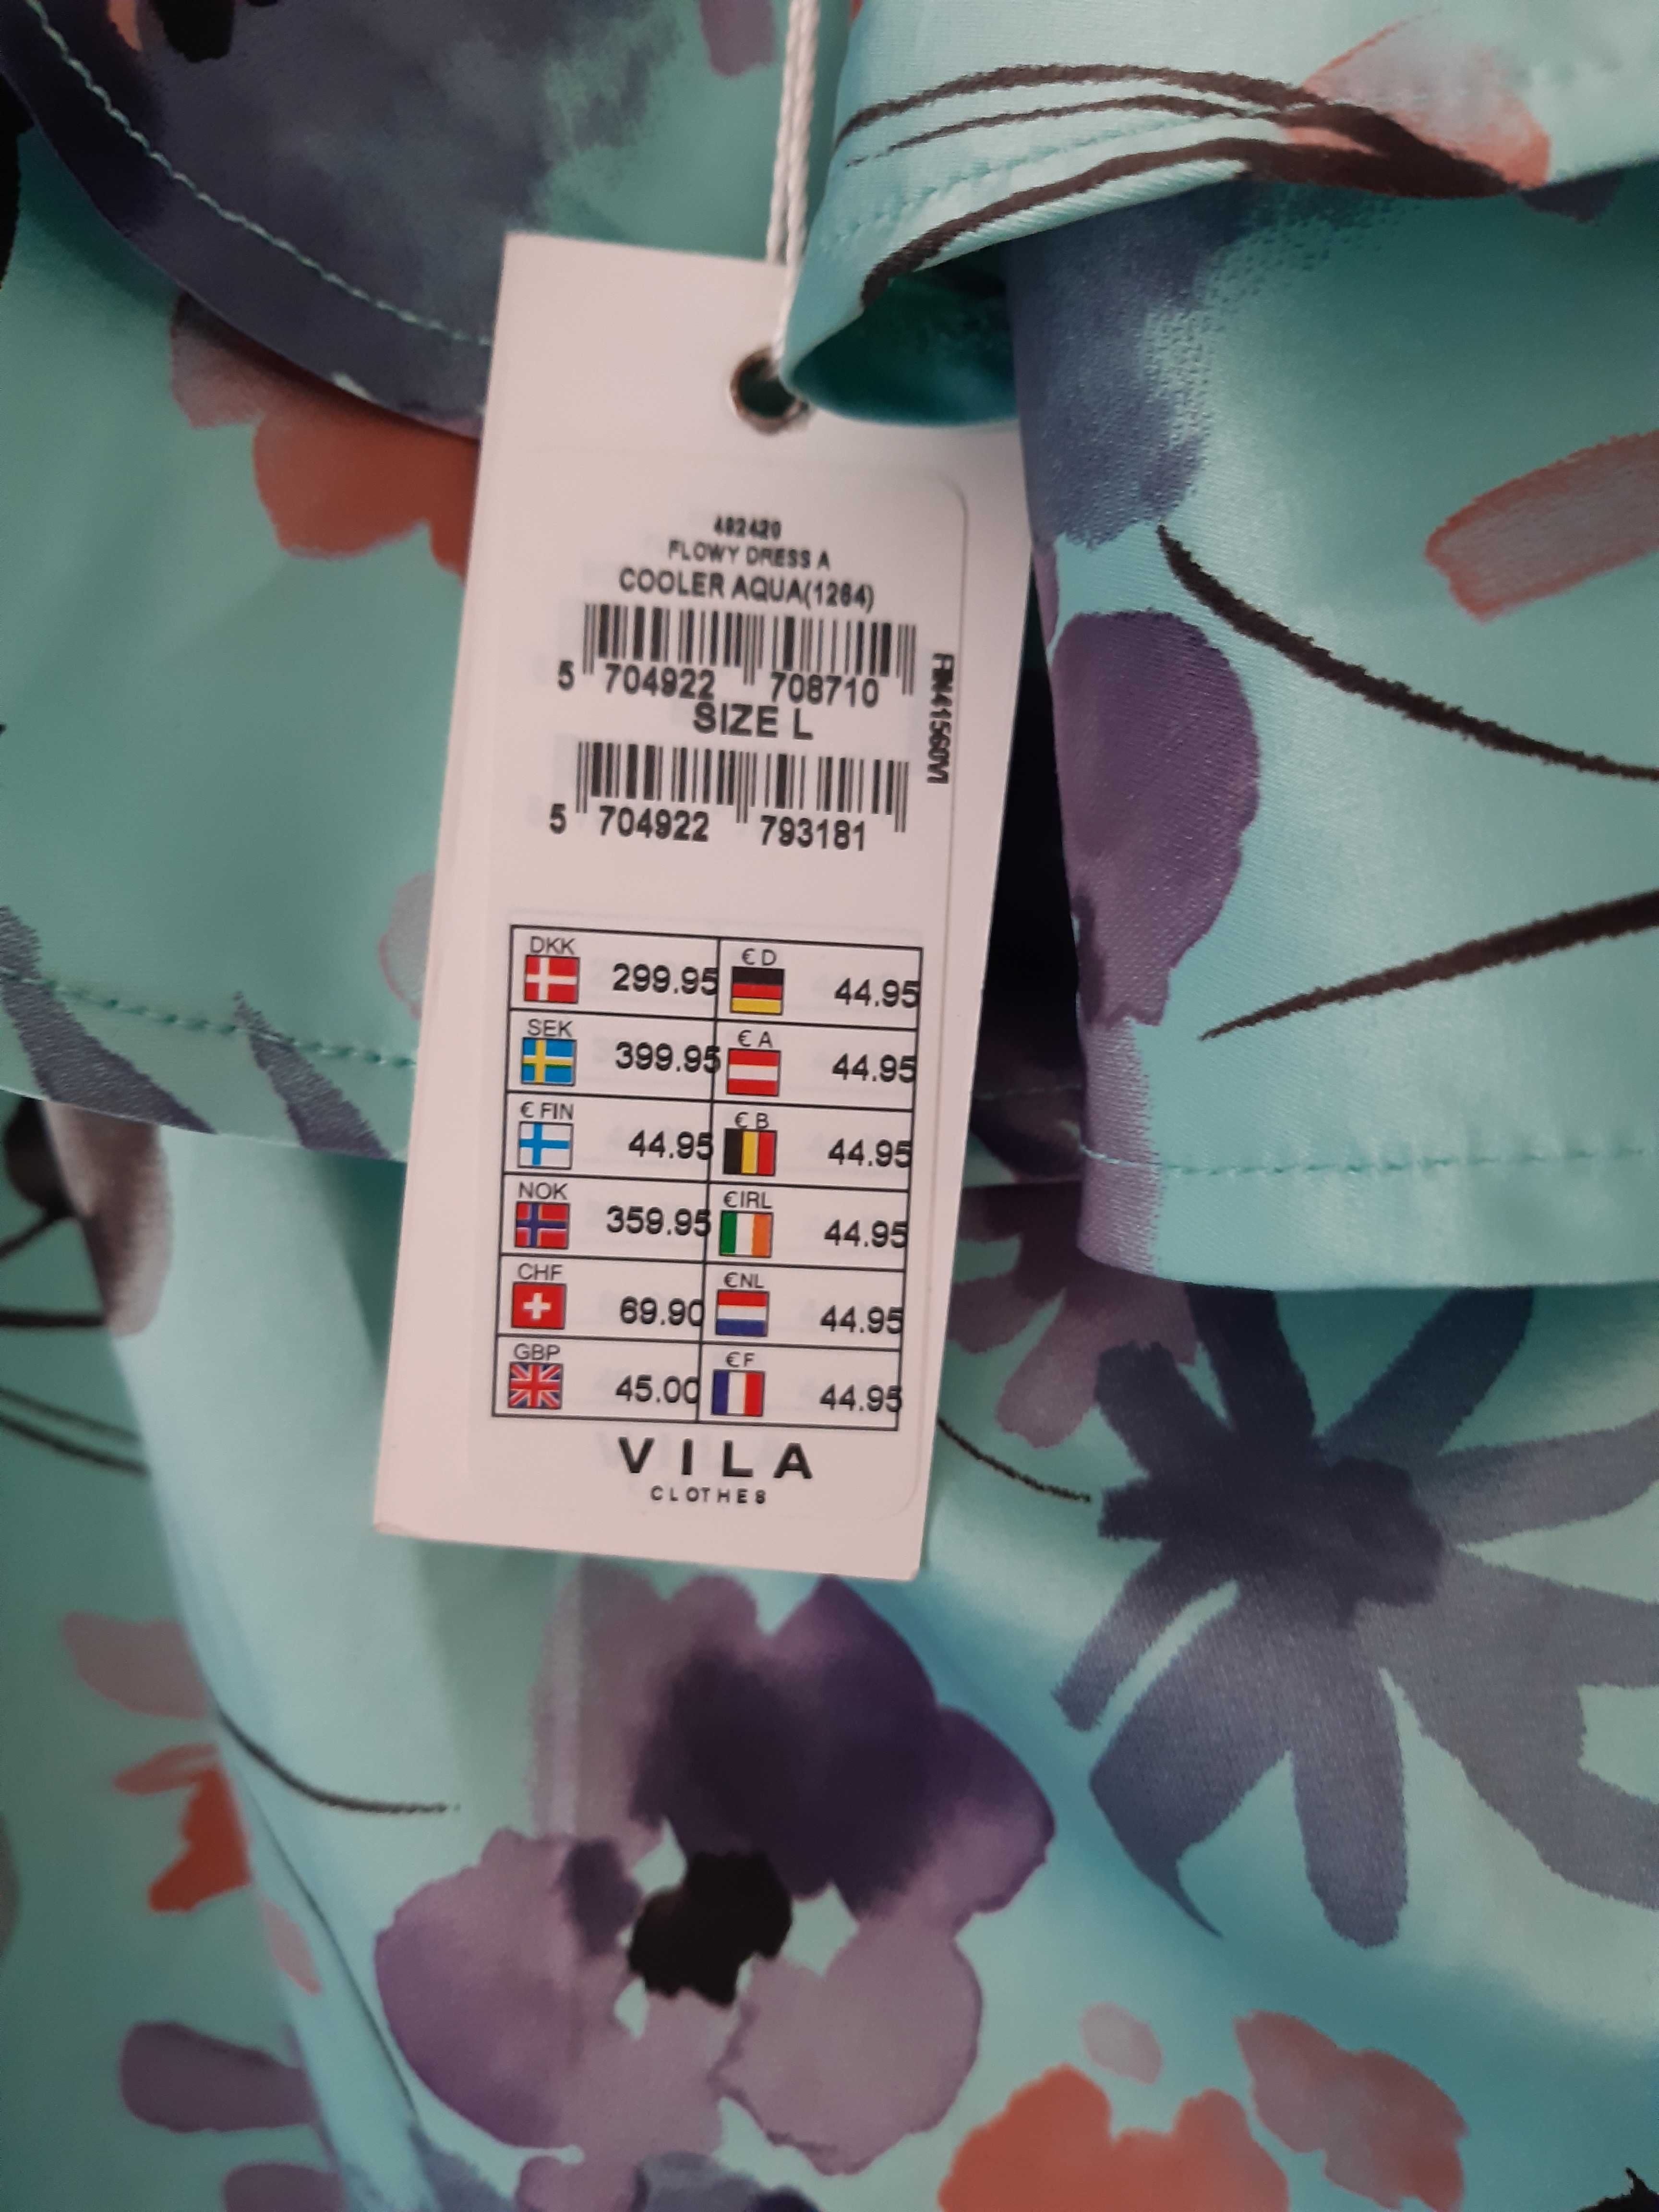 482420
FLOWY DRESS A
COOLER AQUA(1264)
5 704922 708710
SIZE L
5 704922 793181
FIN41560VI
DKK 299.95 € D 44.95
SEK 399.95 € A 44.95
€ FIN 44.95 € B 44.95
NOK 359.95 €IRL 44.95
CHF 69.90 €NL 44.95
GBP 45.00 €F 44.95
VILA
CLOTHES